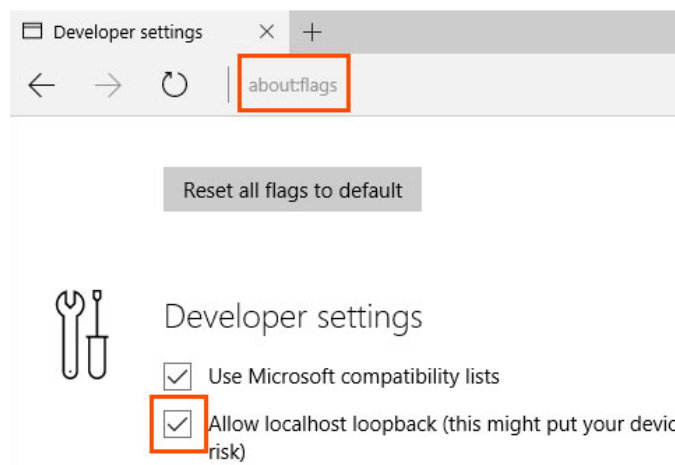 Developer settings
about:flags
Reset all flags to default
Developer settings
Use Microsoft compatibility lists
Allow localhost loopback (this might put your
risk)